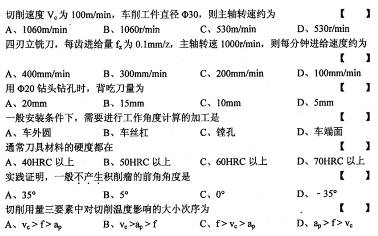 切削速度 Vc 为 100m/min，车削工件直径 Φ30，则主轴转速约为 【 】
A、1060m/min B、1060r/min C、530m/min D、530r/min
四刃立铣刀，每齿进给量 fz 为 0.1mm/z，主轴转速 1000r/min，则每分钟进给速度约为
【 】
A、400mm/min B、300mm/min C、200mm/min D、100mm/min
用 Φ20 钻头钻孔时，背吃刀量为 【 】
A、20mm B、15mm C、10mm D、5mm
一般安装条件下，需要进行工作角度计算的加工是 【 】
A、车外圆 B、车丝杠 C、镗孔 D、车端面
通常刀具材料的硬度都在 【 】
A、40HRC 以上 B、50HRC 以上 C、60HRC 以上 D、70HRC 以上
实践证明，一般不产生积削瘤的前角角度是 【 】
A、35° B、5° C、0° D、－35°
切削用量三要素中对切削温度影响的大小次序为 【 】
A、vc > f > ap B、vc >ap > f C、f > vc > ap D、ap > f > vc